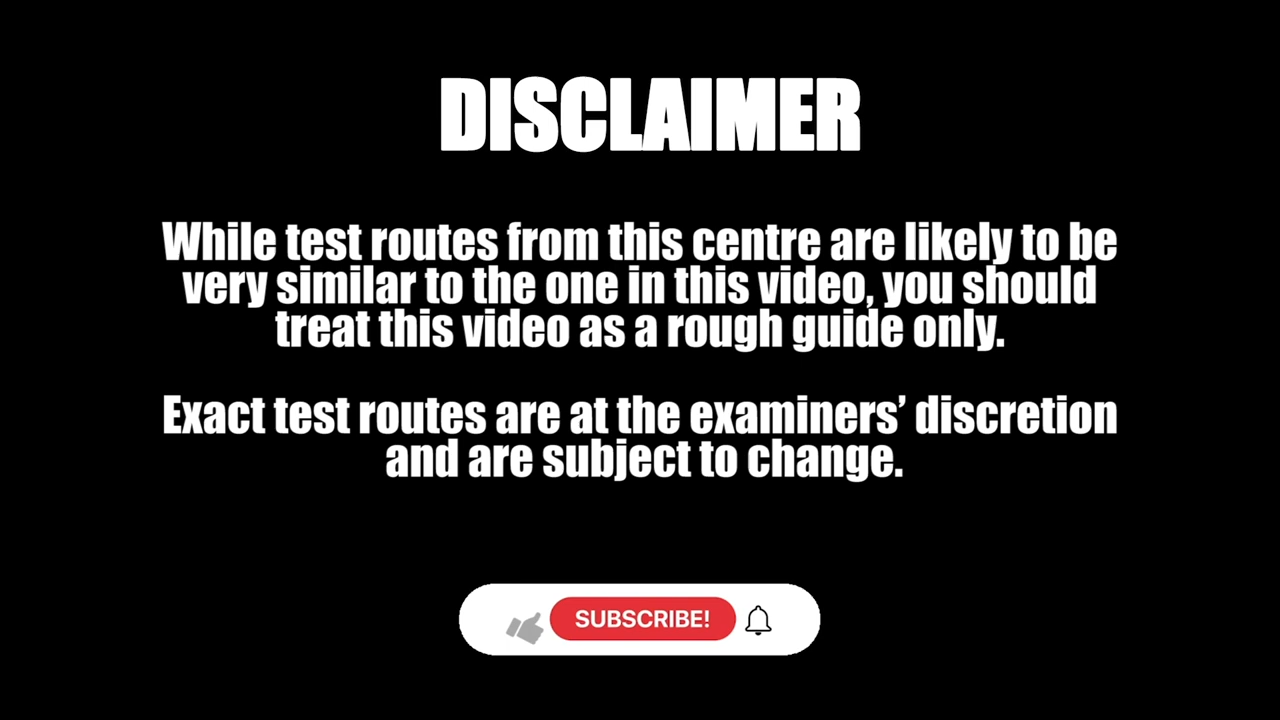 DISCLAIMER
While test routes from this centre are likely to be
very similar to the one in this video, you should
treat this video as a rough guide only.
Exact test routes are at the examiners’ discretion
and are subject to change.
SUBSCRIBE!